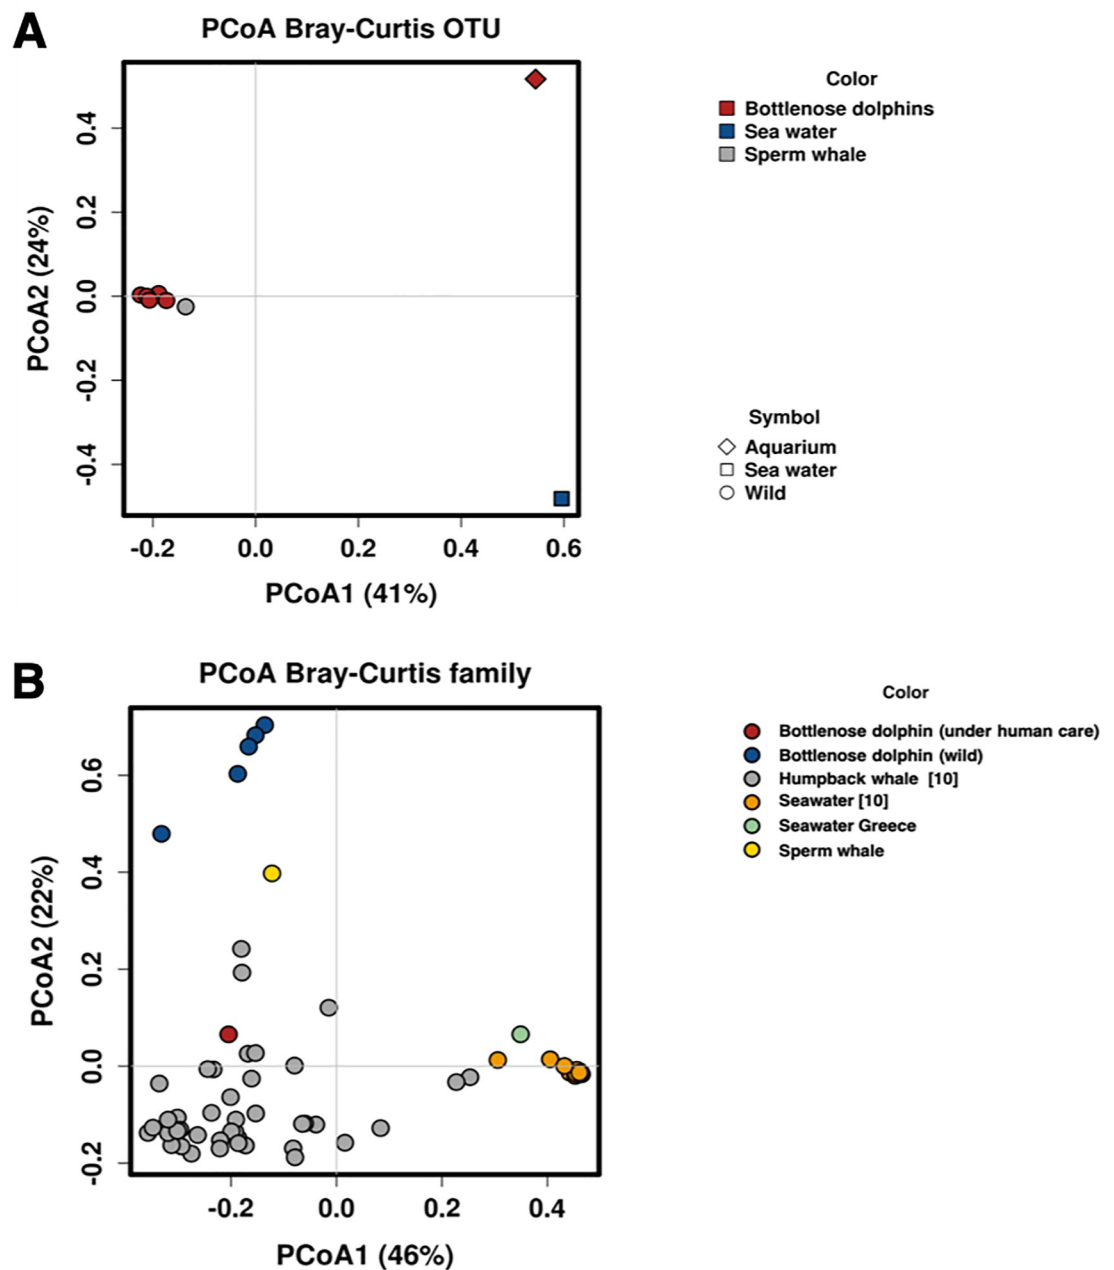 A
PCoA Bray-Curtis OTU
PCoA2 (24%)
0.4
0.2
0.0
-0.2
-0.4
-0.2 0.0 0.2 0.4 0.6
PCoA1 (41%)
Color
Bottlenose dolphins
Sea water
Sperm whale
Symbol
Aquarium
Sea water
Wild
B
PCoA Bray-Curtis family
PCoA2 (22%)
0.6
0.4
0.2
0.0
-0.2
-0.2 0.0 0.2 0.4
PCoA1 (46%)
Color
Bottlenose dolphin (under human care)
Bottlenose dolphin (wild)
Humpback whale [10]
Seawater [10]
Seawater Greece
Sperm whale